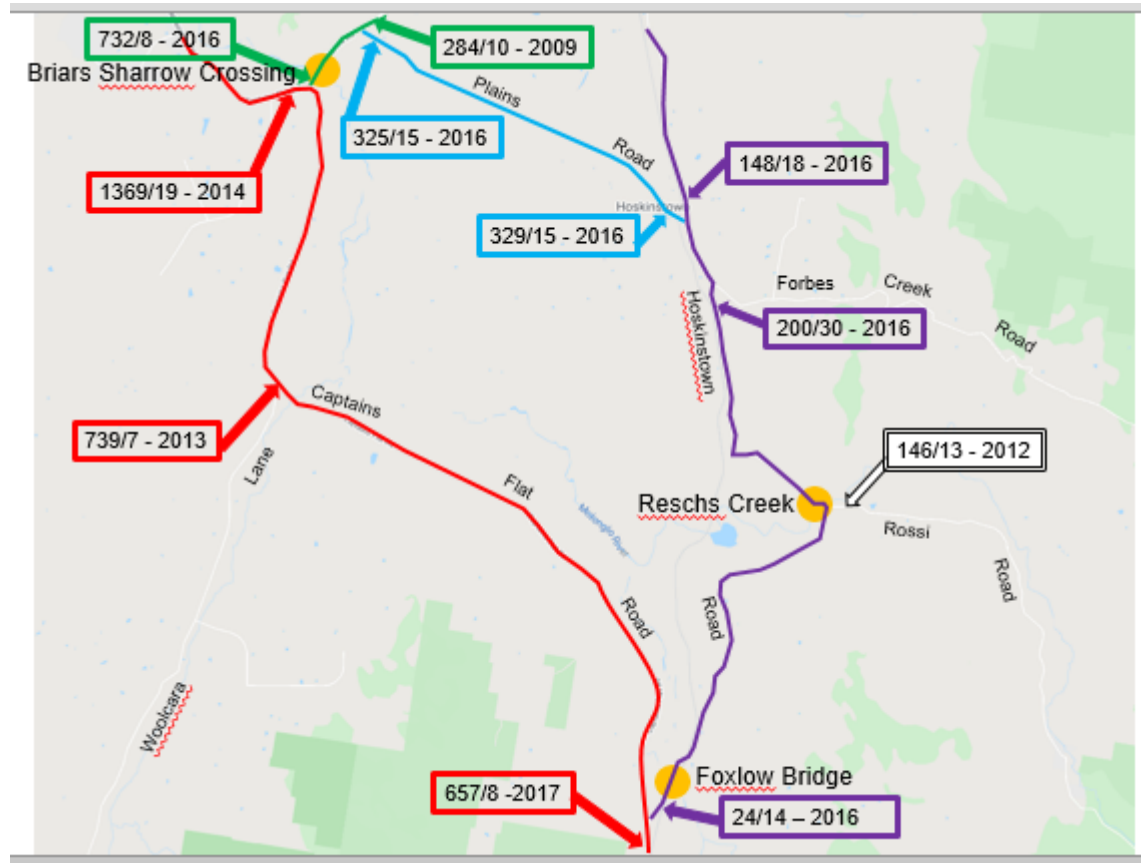 732/8 - 2016
284/10 - 2009
Briars Sharrow Crossing
Plains
325/15 - 2016
Road
148/18 - 2016
1369/19 - 2014
Hoskinstown
329/15 - 2016
Forbes
Creek
200/30 - 2016
Road
Hoskinstown
Captains
739/7 - 2013
146/13 - 2012
Lane
Flat
Reschs Creek
Molonglo River
Rossi
Road
Road
Road
Woolcara
Foxlow Bridge
657/8 -2017
24/14 – 2016